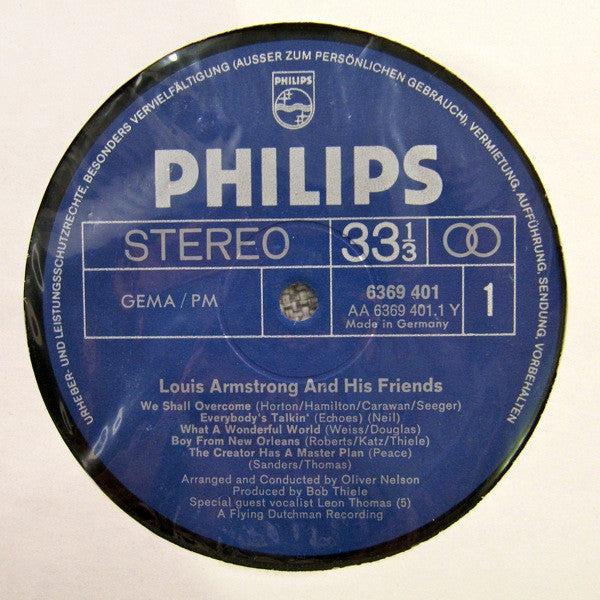 URHEBER- UND LEISTUNGSSCHUTZRECHTE, BESONDERS VERVIELFÄLTIGUNG (AUSSER ZUM PERSÖNLICHEN GEBRAUCH), VERMIETUNG, AUFFÜHRUNG, SENDUNG, VORBEHALTEN
PHILIPS
PHILIPS
STEREO 33 1/3
GEMA / PM
6369 401
AA 6369 401.1 Y
Made in Germany
1
Louis Armstrong And His Friends
We Shall Overcome (Horton/Hamilton/Carawan/Seeger)
Everybody's Talkin' (Echoes) (Neil)
What A Wonderful World (Weiss/Douglas)
Boy From New Orleans (Roberts/Katz/Thiele)
The Creator Has A Master Plan (Peace)
(Sanders/Thomas)
Arranged and Conducted by Oliver Nelson
Produced by Bob Thiele
Special guest vocalist Leon Thomas (5)
A Flying Dutchman Recording